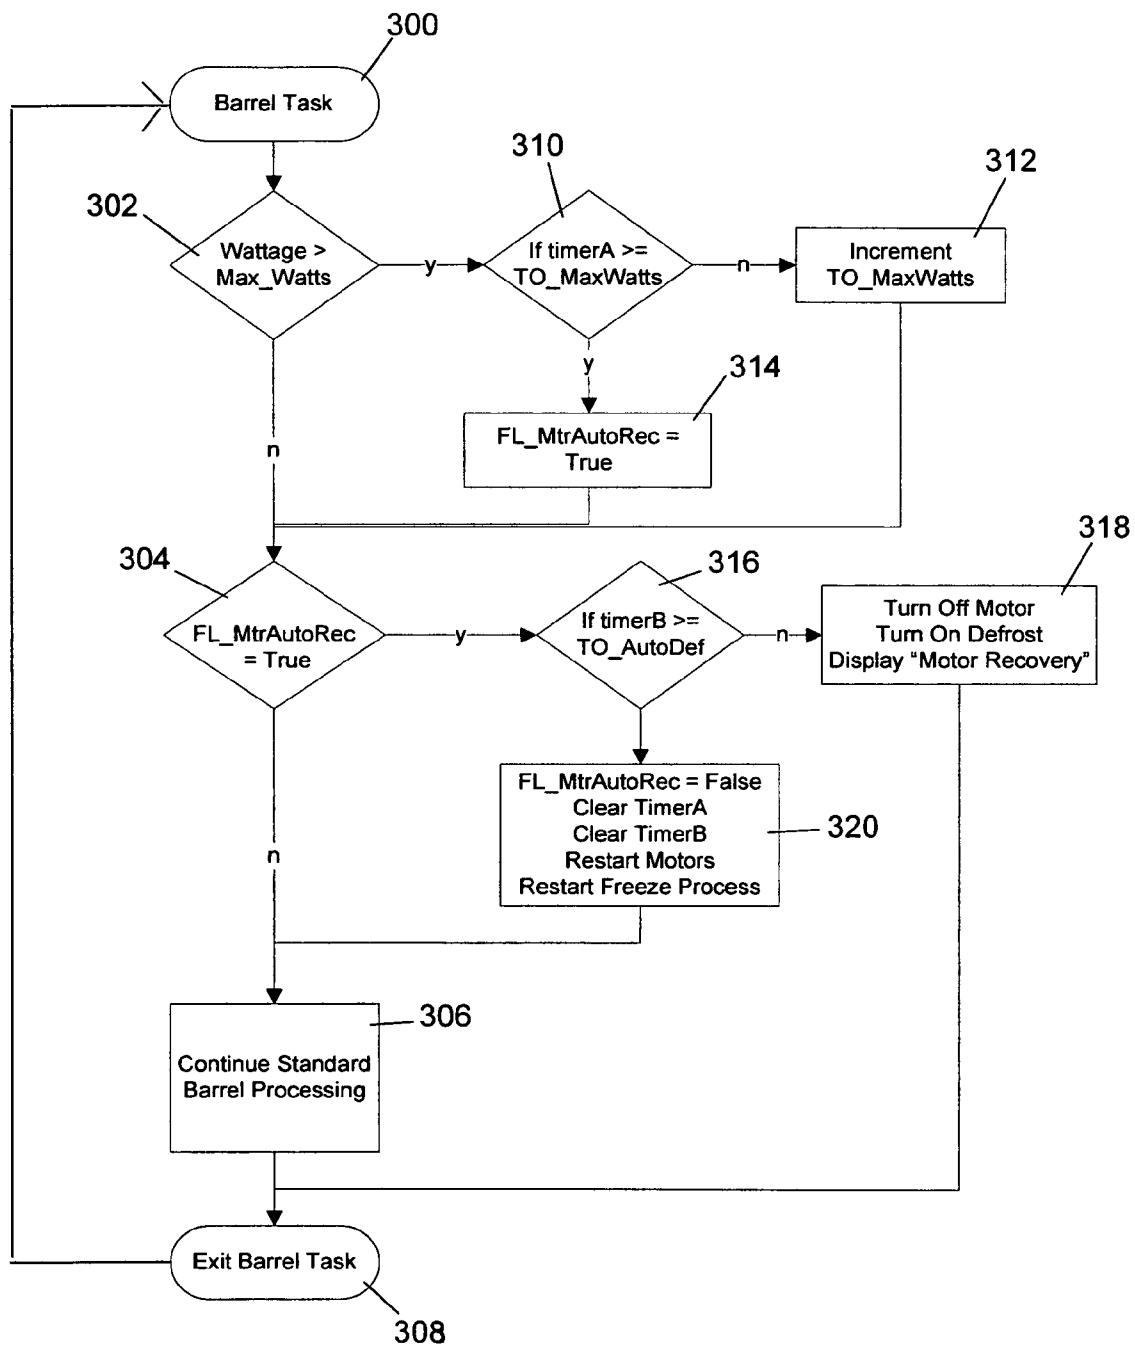 300
Barrel Task
310
312
302
Wattage >
Max_Watts
y
If timerA >=
TO_MaxWatts
n
Increment
TO_MaxWatts
y
314
n
FL_MtrAutoRec =
True
304
316
318
FL_MtrAutoRec
= True
y
If timerB >=
TO_AutoDef
n
Turn Off Motor
Turn On Defrost
Display "Motor Recovery"
n
FL_MtrAutoRec = False
Clear TimerA
Clear TimerB
Restart Motors
Restart Freeze Process
320
306
Continue Standard
Barrel Processing
Exit Barrel Task
308